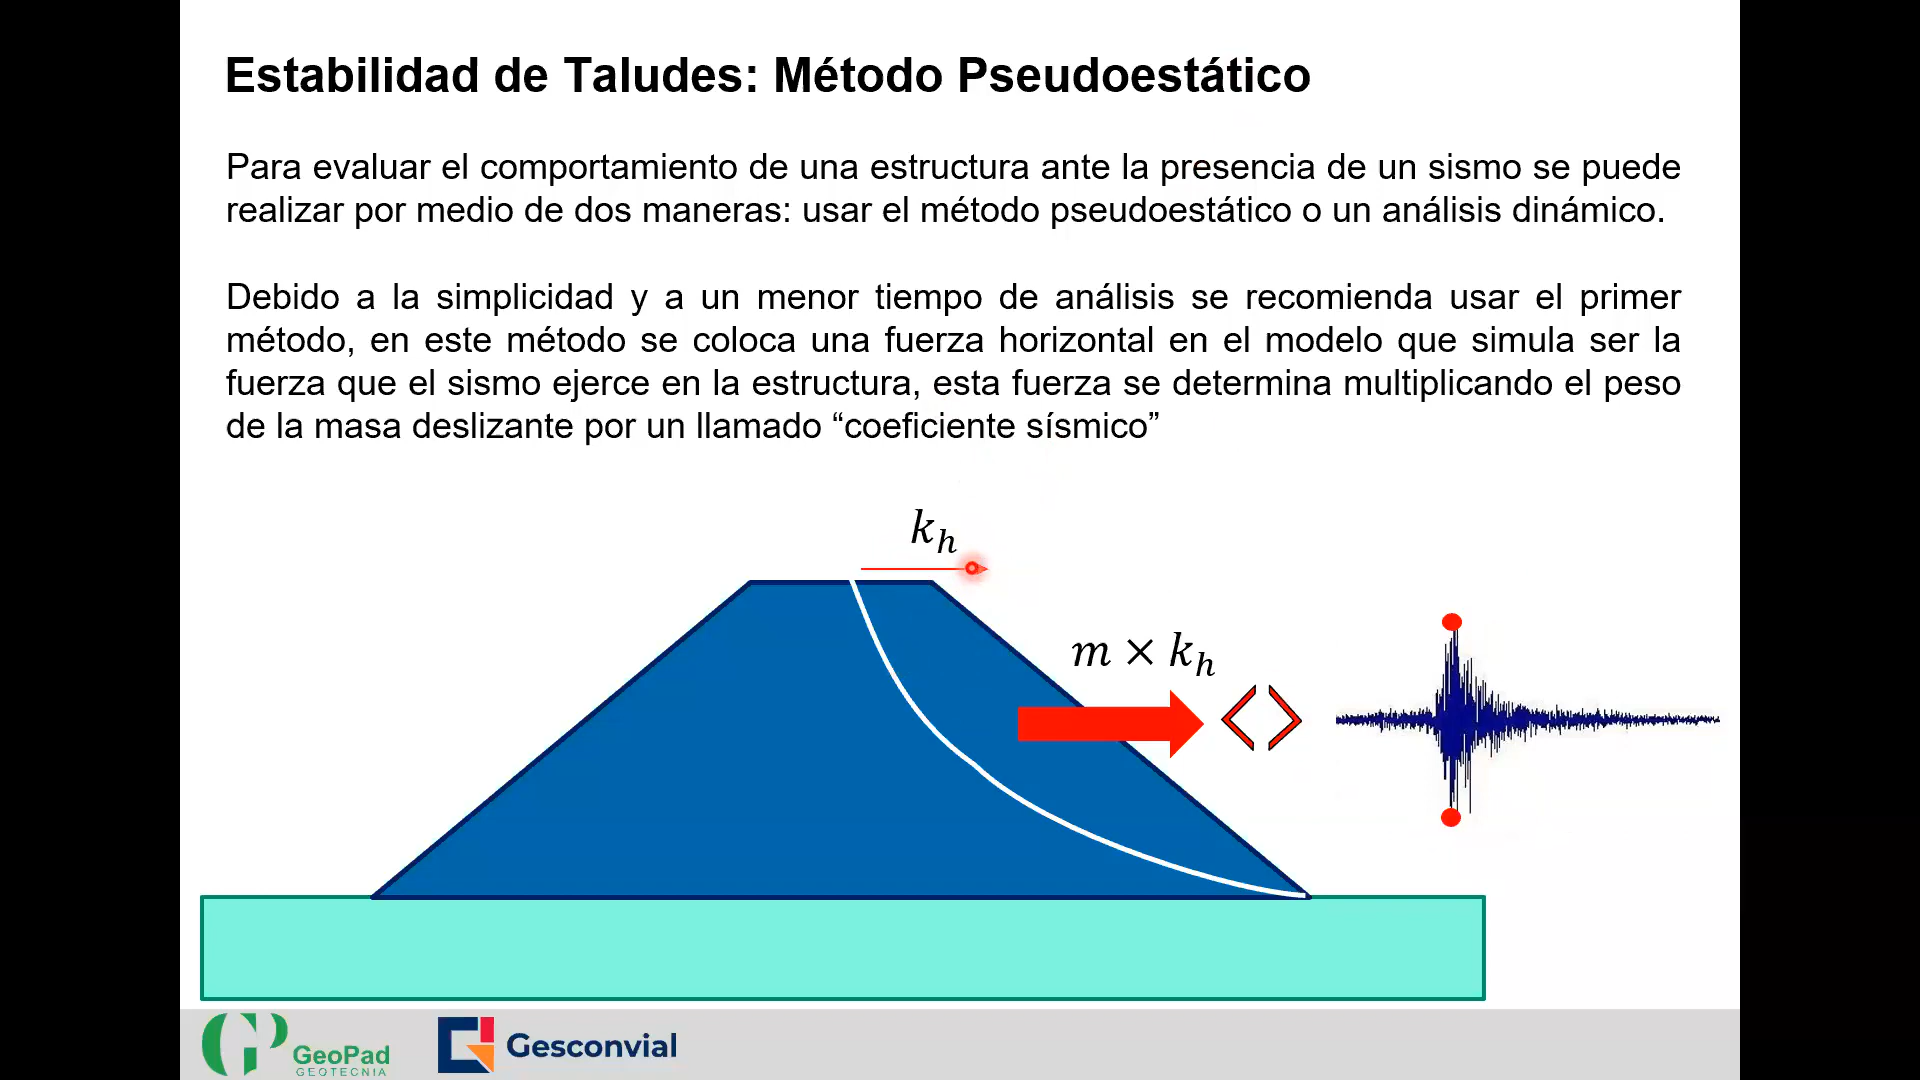 Estabilidad de Taludes: Método Pseudoestático
Para evaluar el comportamiento de una estructura ante la presencia de un sismo se puede
realizar por medio de dos maneras: usar el método pseudoestático o un análisis dinámico.
Debido a la simplicidad y a un menor tiempo de análisis se recomienda usar el primer
método, en este método se coloca una fuerza horizontal en el modelo que simula ser la
fuerza que el sismo ejerce en la estructura, esta fuerza se determina multiplicando el peso
de la masa deslizante por un llamado “coeficiente sísmico”
k_h
m × k_h
GP GeoPad
GEOTECNIA
Gesconvial